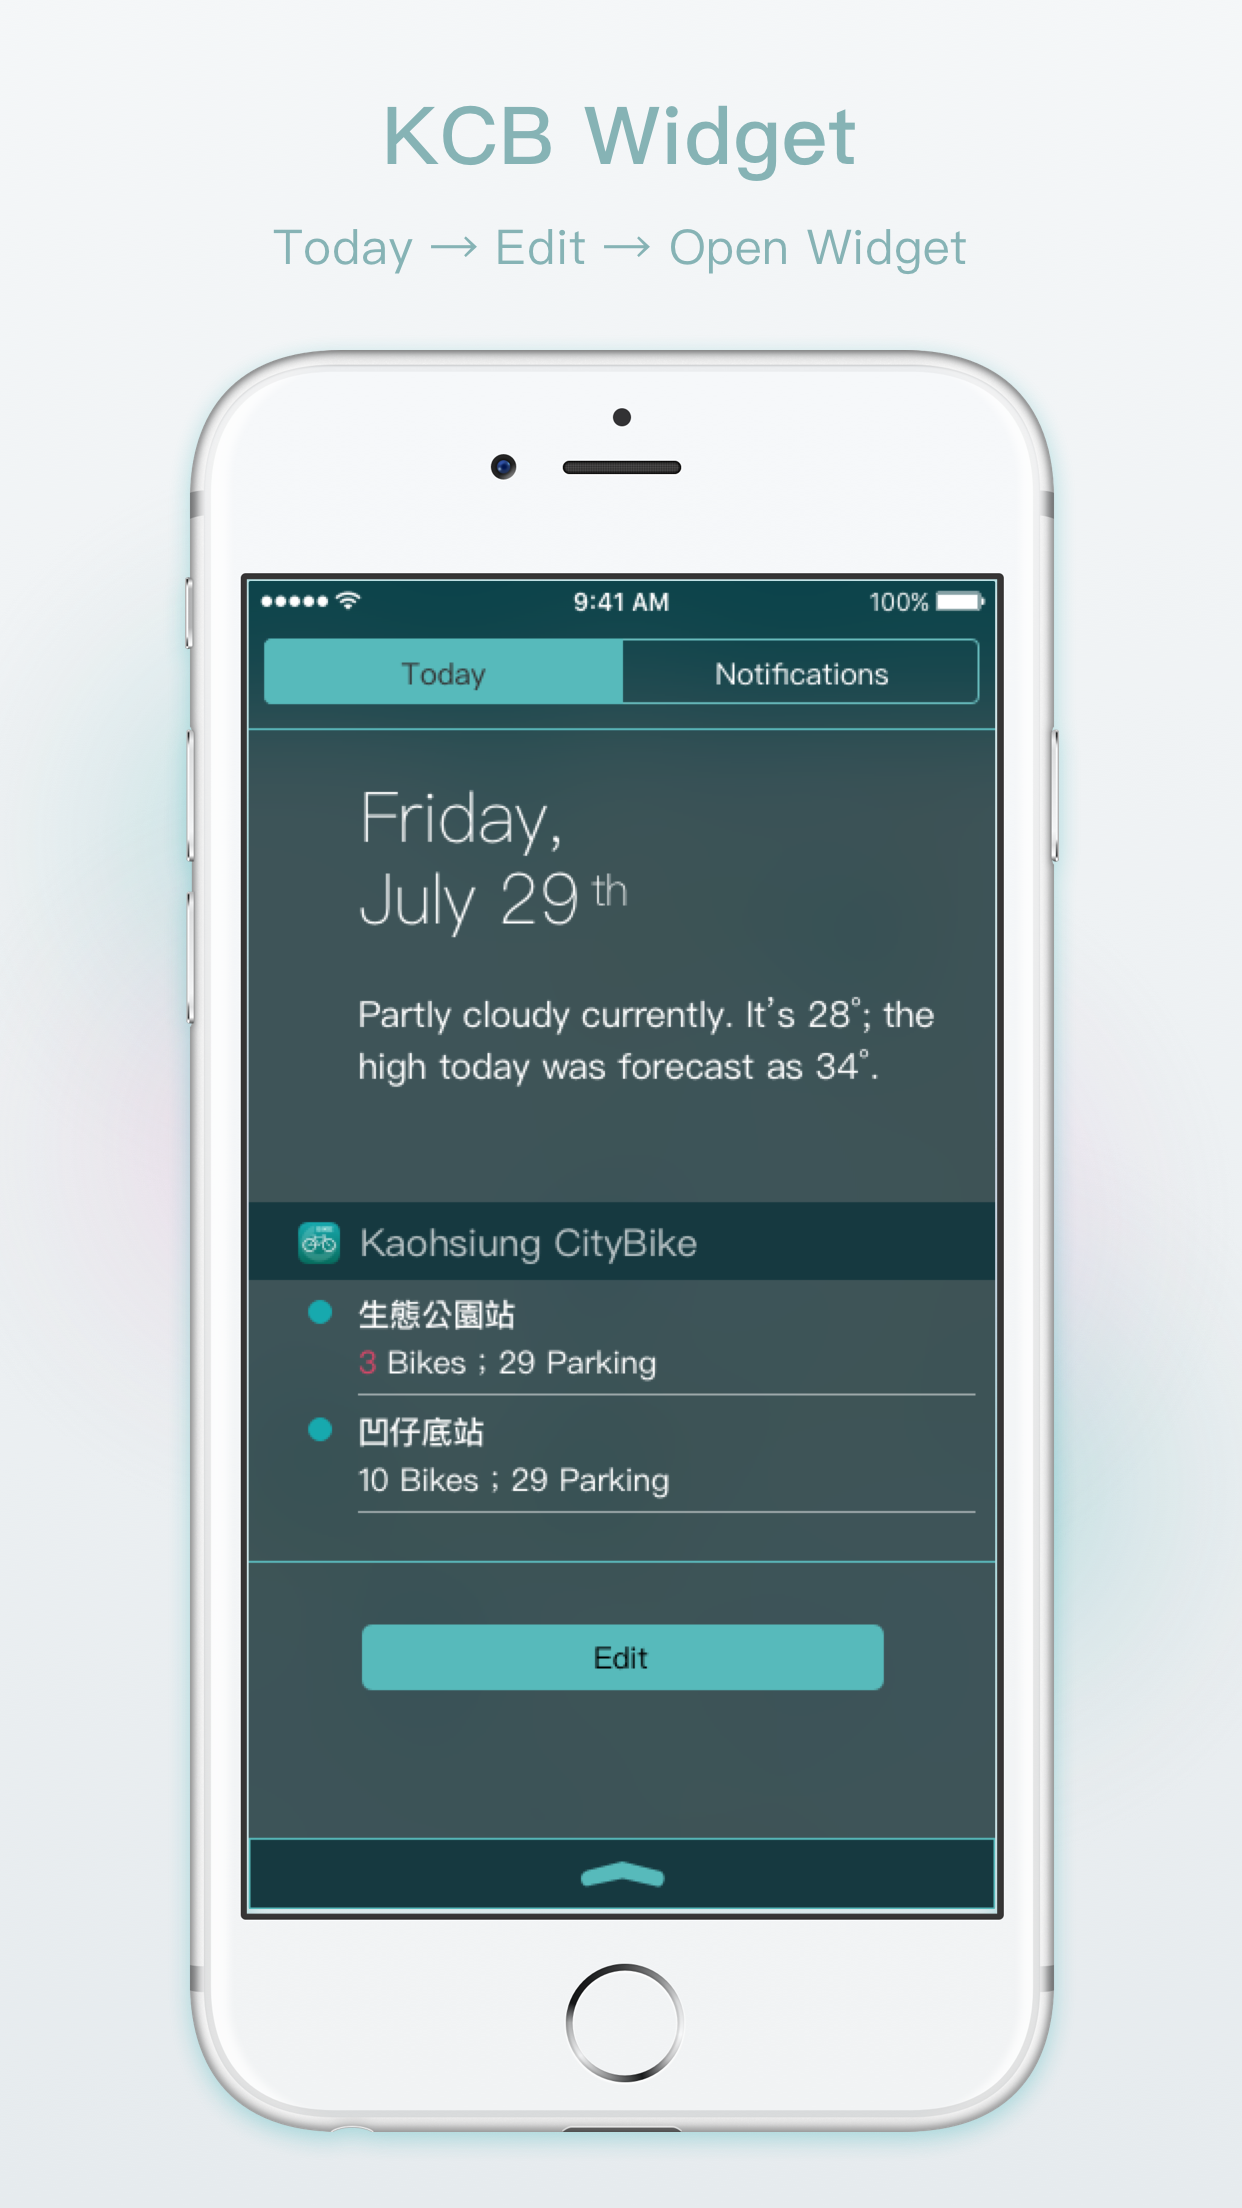 KCB Widget
Today → Edit → Open Widget
9:41 AM
100%
Today
Notifications
Friday,
July 29th
Partly cloudy currently. It's 28°; the
high today was forecast as 34°.
Kaohsiung CityBike
生態公園站
3 Bikes ; 29 Parking
凹仔底站
10 Bikes ; 29 Parking
Edit